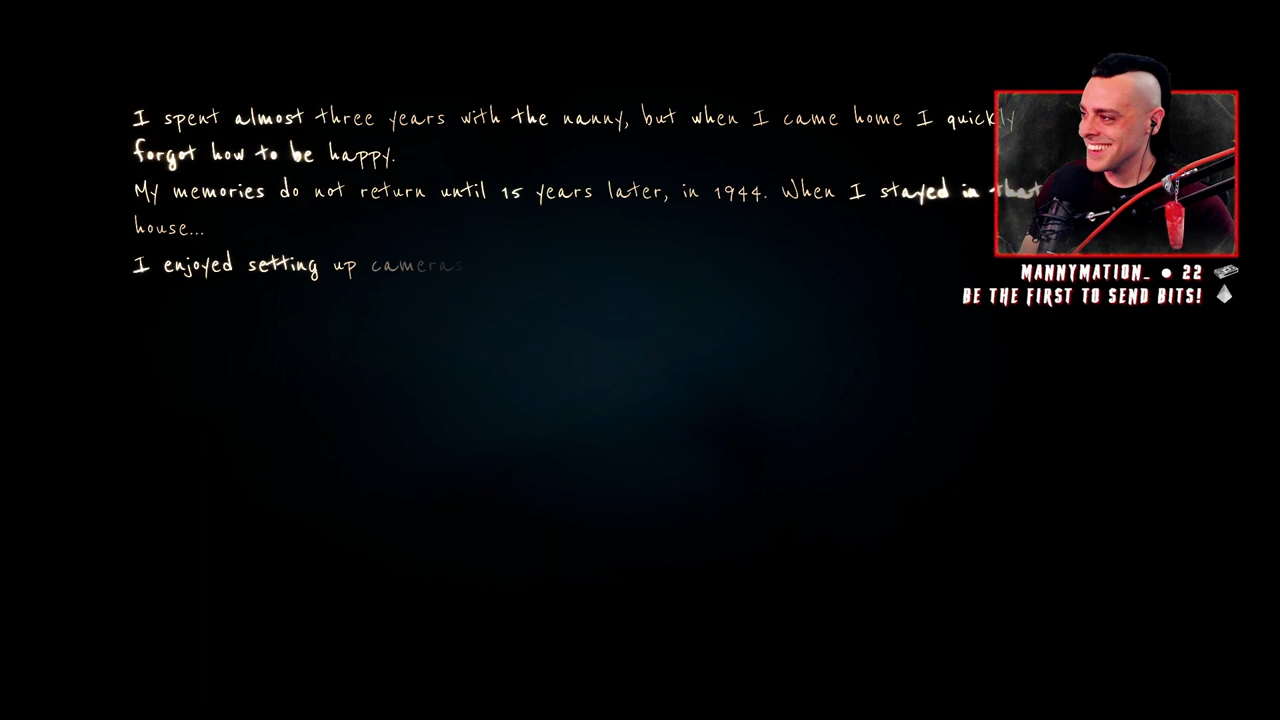 I spent almost three years with the nanny, but when I came home I quickly
forgot how to be happy.
My memories do not return until 15 years later, in 1944. When I stayed in that
house...
I enjoyed setting up cameras
MANNYMATION_ • 22
BE THE FIRST TO SEND BITS!